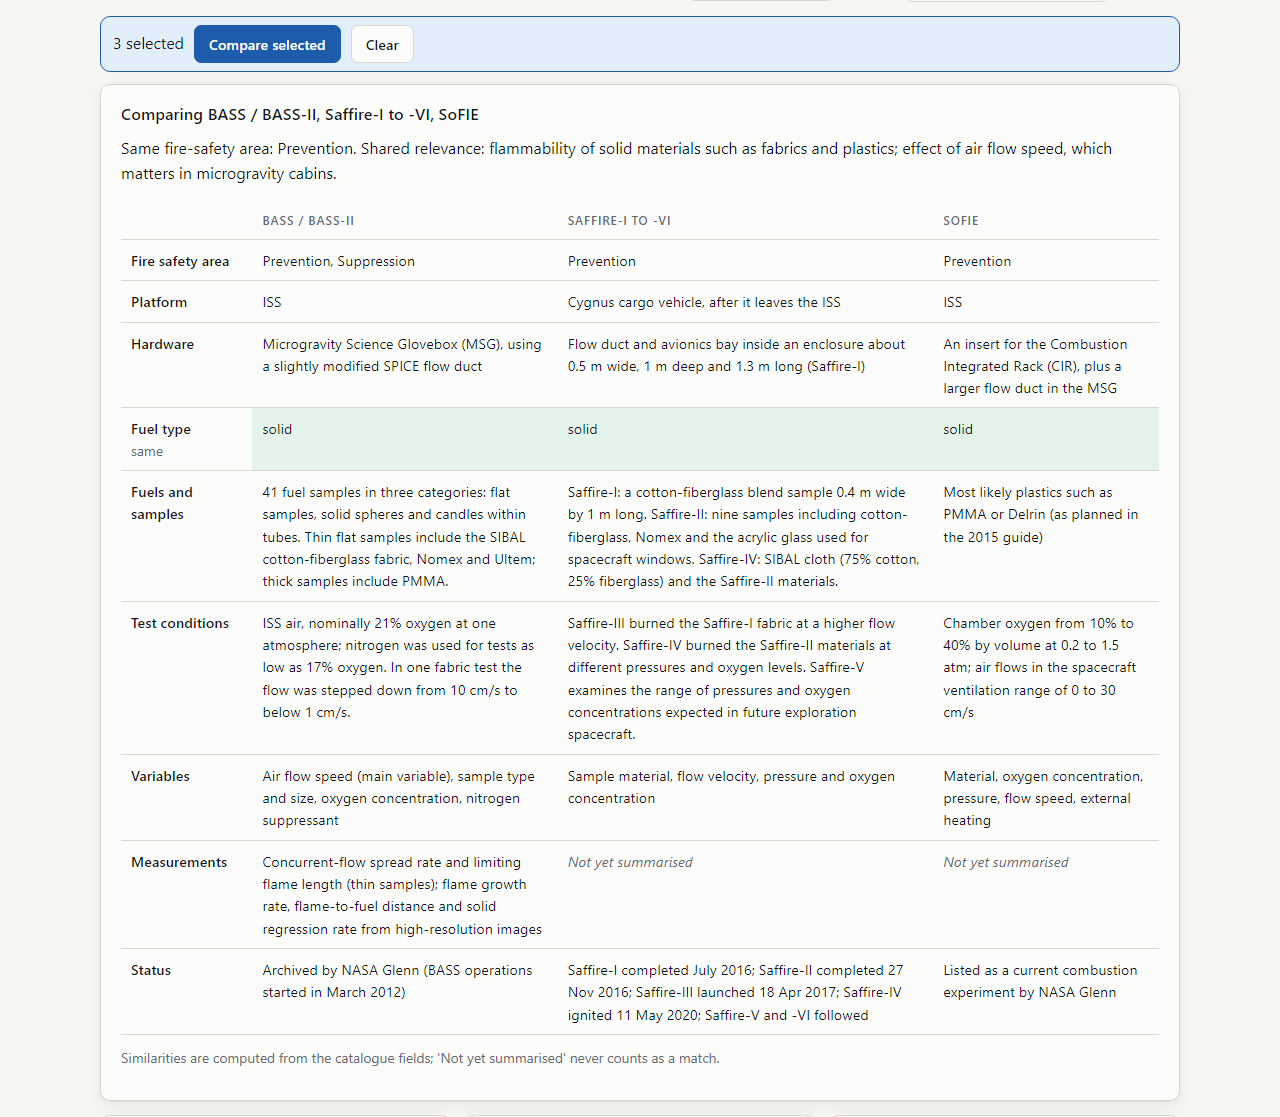 3 selected
Compare selected
Clear
Comparing BASS / BASS-II, Saffire-I to -VI, SoFIE
Same fire-safety area: Prevention. Shared relevance: flammability of solid materials such as fabrics and plastics; effect of air flow speed, which
matters in microgravity cabins.
BASS / BASS-II
SAFFIRE-I TO -VI
SOFIE
Fire safety area
Prevention, Suppression
Prevention
Prevention
Platform
ISS
Cygnus cargo vehicle, after it leaves the ISS
ISS
Hardware
Microgravity Science Glovebox (MSG), using
a slightly modified SPICE flow duct
Flow duct and avionics bay inside an enclosure about
0.5 m wide, 1 m deep and 1.3 m long (Saffire-I)
An insert for the Combustion
Integrated Rack (CIR), plus a
larger flow duct in the MSG
Fuel type
same
solid
solid
solid
Fuels and
samples
41 fuel samples in three categories: flat
samples, solid spheres and candles within
tubes. Thin flat samples include the SIBAL
cotton-fiberglass fabric, Nomex and Ultem;
thick samples include PMMA.
Saffire-I: a cotton-fiberglass blend sample 0.4 m wide
by 1 m long. Saffire-II: nine samples including cotton-
fiberglass, Nomex and the acrylic glass used for
spacecraft windows. Saffire-IV: SIBAL cloth (75% cotton,
25% fiberglass) and the Saffire-II materials.
Most likely plastics such as
PMMA or Delrin (as planned in
the 2015 guide)
Test conditions
ISS air, nominally 21% oxygen at one
atmosphere; nitrogen was used for tests as
low as 17% oxygen. In one fabric test the
flow was stepped down from 10 cm/s to
below 1 cm/s.
Saffire-III burned the Saffire-I fabric at a higher flow
velocity. Saffire-IV burned the Saffire-II materials at
different pressures and oxygen levels. Saffire-V
examines the range of pressures and oxygen
concentrations expected in future exploration
spacecraft.
Chamber oxygen from 10% to
40% by volume at 0.2 to 1.5
atm; air flows in the spacecraft
ventilation range of 0 to 30
cm/s
Variables
Air flow speed (main variable), sample type
and size, oxygen concentration, nitrogen
suppressant
Sample material, flow velocity, pressure and oxygen
concentration
Material, oxygen concentration,
pressure, flow speed, external
heating
Measurements
Concurrent-flow spread rate and limiting
flame length (thin samples); flame growth
rate, flame-to-fuel distance and solid
regression rate from high-resolution images
Not yet summarised
Not yet summarised
Status
Archived by NASA Glenn (BASS operations
started in March 2012)
Saffire-I completed July 2016; Saffire-II completed 27
Nov 2016; Saffire-III launched 18 Apr 2017; Saffire-IV
ignited 11 May 2020; Saffire-V and -VI followed
Listed as a current combustion
experiment by NASA Glenn
Similarities are computed from the catalogue fields; 'Not yet summarised' never counts as a match.